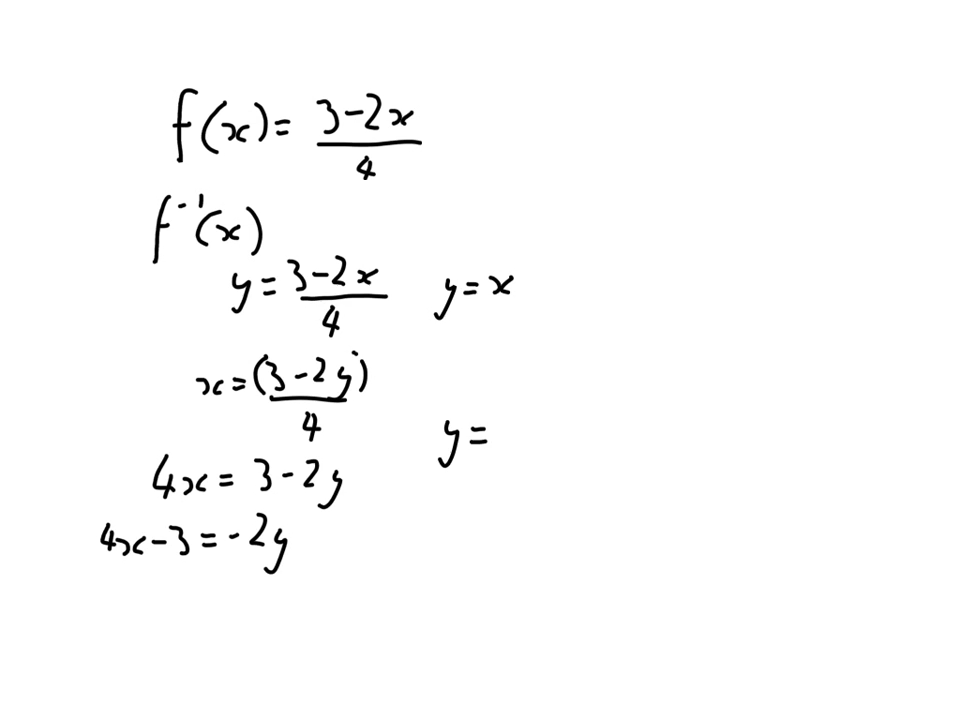 f(x) = (3-2x)/4
f⁻¹(x)
y = (3-2x)/4    y = x
x = (3-2y)/4
y =
4x = 3-2y
4x-3 = -2y